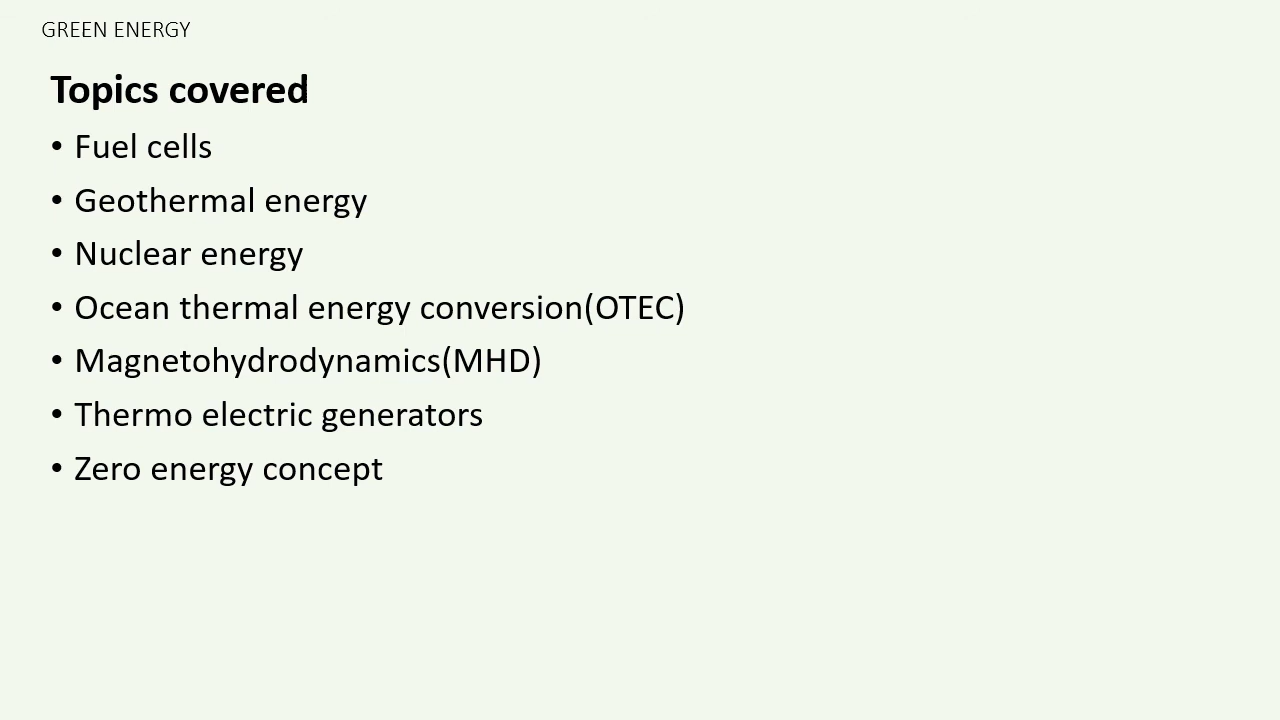 GREEN ENERGY
Topics covered
• Fuel cells
• Geothermal energy
• Nuclear energy
• Ocean thermal energy conversion(OTEC)
• Magnetohydrodynamics(MHD)
• Thermo electric generators
• Zero energy concept